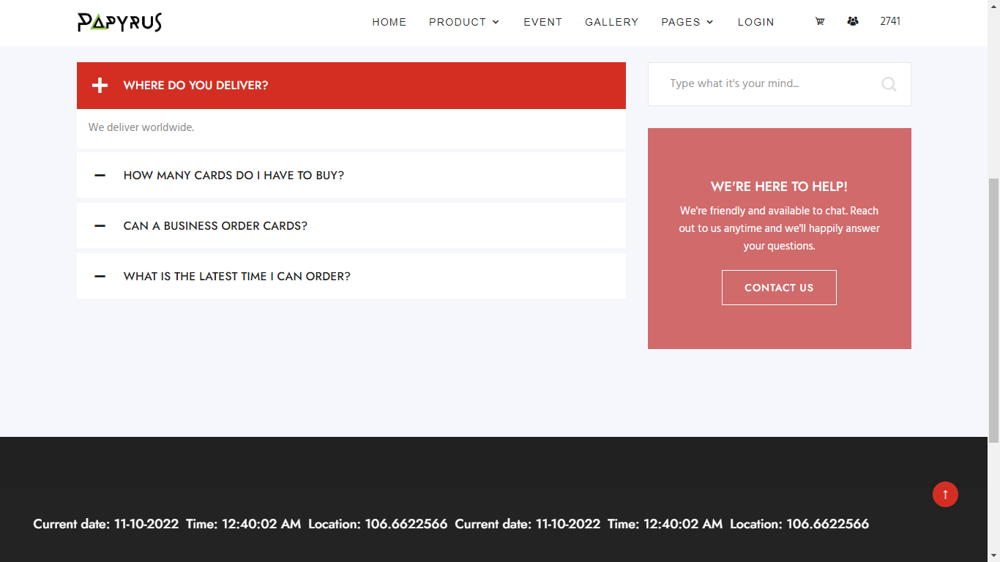 PAPYRUS
HOME PRODUCT EVENT GALLERY PAGES LOGIN 2741
WHERE DO YOU DELIVER?
We deliver worldwide.
HOW MANY CARDS DO I HAVE TO BUY?
CAN A BUSINESS ORDER CARDS?
WHAT IS THE LATEST TIME I CAN ORDER?
Type what it's your mind...
WE'RE HERE TO HELP!
We're friendly and available to chat. Reach
out to us anytime and we'll happily answer
your questions.
CONTACT US
Current date: 11-10-2022 Time: 12:40:02 AM Location: 106.6622566 Current date: 11-10-2022 Time: 12:40:02 AM Location: 106.6622566